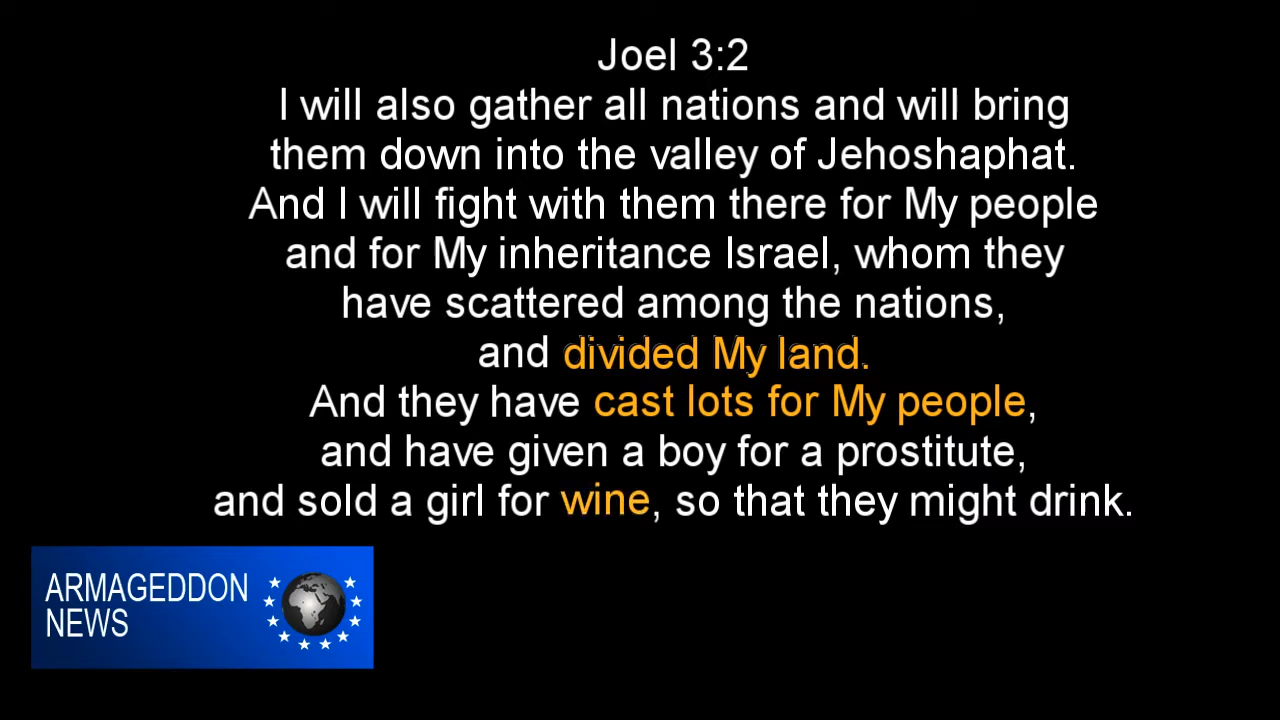 Joel 3:2
I will also gather all nations and will bring
them down into the valley of Jehoshaphat.
And I will fight with them there for My people
and for My inheritance Israel, whom they
have scattered among the nations,
and divided My land.
And they have cast lots for My people,
and have given a boy for a prostitute,
and sold a girl for wine, so that they might drink.
ARMAGEDDON
NEWS